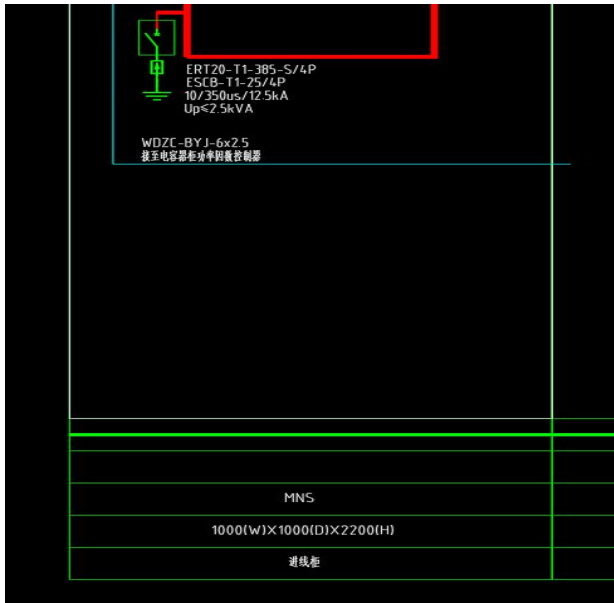 ERT20-T1-385-S/4P
ESCB-T1-25/4P
10/350us/12.5kA
Up≤2.5kVA
WDZC-BYJ-6x2.5
接至电容器柜功率因数控制器
MNS
1000(W)X1000(D)X2200(H)
进线柜